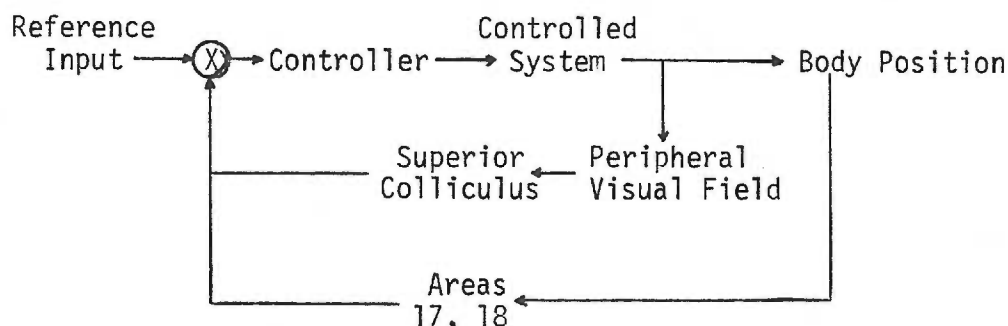 Reference
Input
X
Controller
Controlled
System
Body Position
Superior
Colliculus
Peripheral
Visual Field
Areas
17, 18